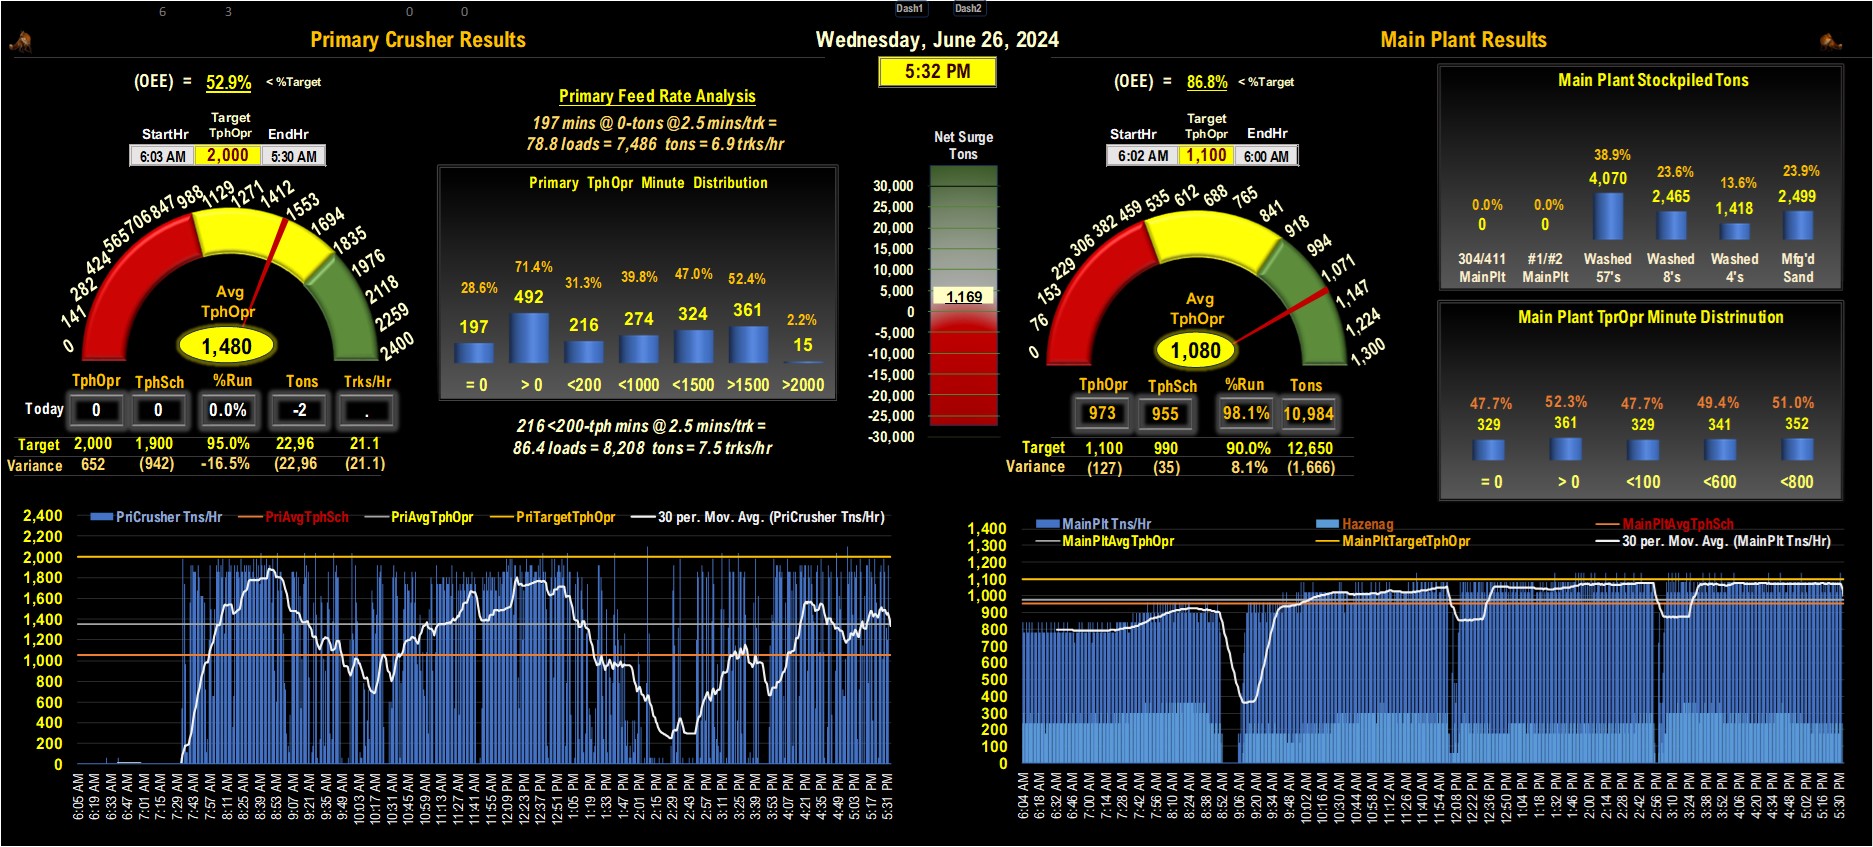 6 3 0 0 Dash1 Dash2
Primary Crusher Results
Wednesday, June 26, 2024
Main Plant Results
5:32 PM
(OEE) = 52.9% < %Target
StartHr Target TphOpr EndHr
6:03 AM 2,000 5:30 AM
0 141 282 424 565 706 847 988 1129 1271 1412 1553 1694 1835 1976 2118 2259 2400
Avg
TphOpr
1,480
TphOpr TphSch %Run Tons Trks/Hr
Today 0 0 0.0% -2 .
Target 2,000 1,900 95.0% 22,96 21.1
Variance 652 (942) -16.5% (22,96 (21.1)
Primary Feed Rate Analysis
197 mins @ 0-tons @2.5 mins/trk =
78.8 loads = 7,486 tons = 6.9 trks/hr
Primary TphOpr Minute Distribution
28.6% 71.4% 31.3% 39.8% 47.0% 52.4% 2.2%
197 492 216 274 324 361 15
= 0 > 0 <200 <1000 <1500 >1500 >2000
216 <200-tph mins @ 2.5 mins/trk =
86.4 loads = 8,208 tons = 7.5 trks/hr
Net Surge
Tons
30,000
25,000
20,000
15,000
10,000
5,000
1,169
0
-5,000
-10,000
-15,000
-20,000
-25,000
-30,000
(OEE) = 86.8% < %Target
StartHr Target TphOpr EndHr
6:02 AM 1,100 6:00 AM
0 76 153 229 306 382 459 535 612 688 765 841 918 994 1,071 1,147 1,224 1,300
Avg
TphOpr
1,080
TphOpr TphSch %Run Tons
973 955 98.1% 10,984
Target 1,100 990 90.0% 12,650
Variance (127) (35) 8.1% (1,666)
Main Plant Stockpiled Tons
0.0% 0.0% 38.9% 23.6% 13.6% 23.9%
0 0 4,070 2,465 1,418 2,499
304/411 #1/#2 Washed Washed Washed Mfg'd
MainPlt MainPlt 57's 8's 4's Sand
Main Plant TprOpr Minute Distrinution
47.7% 52.3% 47.7% 49.4% 51.0%
329 361 329 341 352
= 0 > 0 <100 <600 <800
PriCrusher Tns/Hr PriAvgTphSch PriAvgTphOpr PriTargetTphOpr 30 per. Mov. Avg. (PriCrusher Tns/Hr)
2,400
2,200
2,000
1,800
1,600
1,400
1,200
1,000
800
600
400
200
0
6:05 AM 6:19 AM 6:33 AM 6:47 AM 7:01 AM 7:15 AM 7:29 AM 7:43 AM 7:57 AM 8:11 AM 8:25 AM 8:39 AM 8:53 AM 9:07 AM 9:21 AM 9:35 AM 9:49 AM 10:03 AM 10:17 AM 10:31 AM 10:45 AM 10:59 AM 11:13 AM 11:27 AM 11:41 AM 11:55 AM 12:09 PM 12:23 PM 12:37 PM 12:51 PM 1:05 PM 1:19 PM 1:33 PM 1:47 PM 2:01 PM 2:15 PM 2:29 PM 2:43 PM 2:57 PM 3:11 PM 3:25 PM 3:39 PM 3:53 PM 4:07 PM 4:21 PM 4:35 PM 4:49 PM 5:03 PM 5:17 PM 5:31 PM
MainPlt Tns/Hr Hazenag MainPltAvgTphSch
MainPltAvgTphOpr MainPltTargetTphOpr 30 per. Mov. Avg. (MainPlt Tns/Hr)
1,400
1,300
1,200
1,100
1,000
900
800
700
600
500
400
300
200
100
0
6:04 AM 6:18 AM 6:32 AM 6:46 AM 7:00 AM 7:14 AM 7:28 AM 7:42 AM 7:56 AM 8:10 AM 8:24 AM 8:38 AM 8:52 AM 9:06 AM 9:20 AM 9:34 AM 9:48 AM 10:02 AM 10:16 AM 10:30 AM 10:44 AM 10:58 AM 11:12 AM 11:26 AM 11:40 AM 11:54 AM 12:08 PM 12:22 PM 12:36 PM 12:50 PM 1:04 PM 1:18 PM 1:32 PM 1:46 PM 2:00 PM 2:14 PM 2:28 PM 2:42 PM 2:56 PM 3:10 PM 3:24 PM 3:38 PM 3:52 PM 4:06 PM 4:20 PM 4:34 PM 4:48 PM 5:02 PM 5:16 PM 5:30 PM